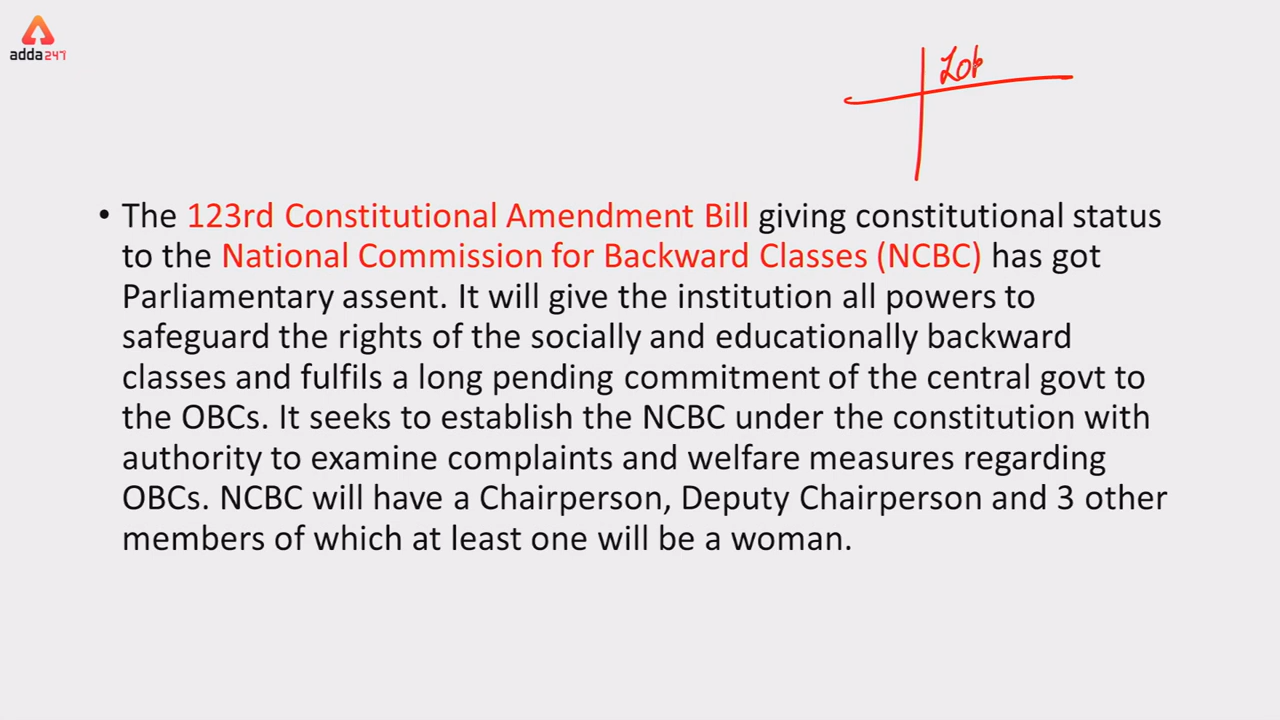 adda247
• The 123rd Constitutional Amendment Bill giving constitutional status
to the National Commission for Backward Classes (NCBC) has got
Parliamentary assent. It will give the institution all powers to
safeguard the rights of the socially and educationally backward
classes and fulfils a long pending commitment of the central govt to
the OBCs. It seeks to establish the NCBC under the constitution with
authority to examine complaints and welfare measures regarding
OBCs. NCBC will have a Chairperson, Deputy Chairperson and 3 other
members of which at least one will be a woman.